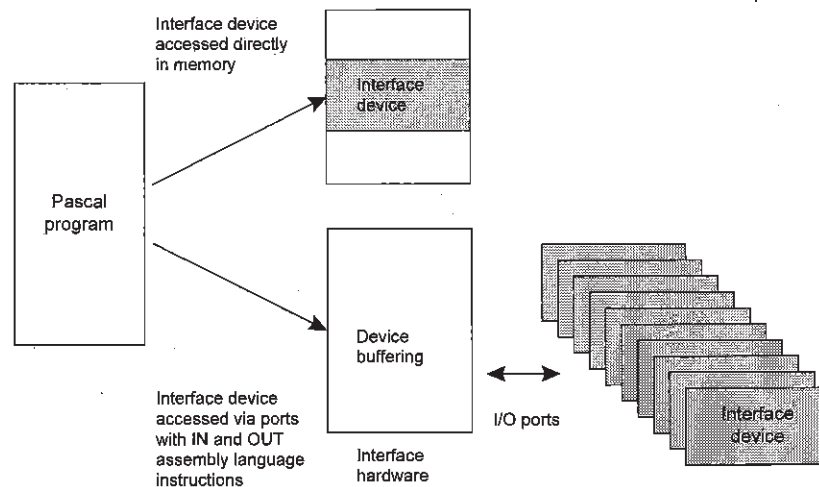 Interface device
accessed directly
in memory
Interface
device
Pascal
program
Device
buffering
Interface device
accessed via ports
with IN and OUT
assembly language
instructions
Interface
hardware
I/O ports
Interface
device